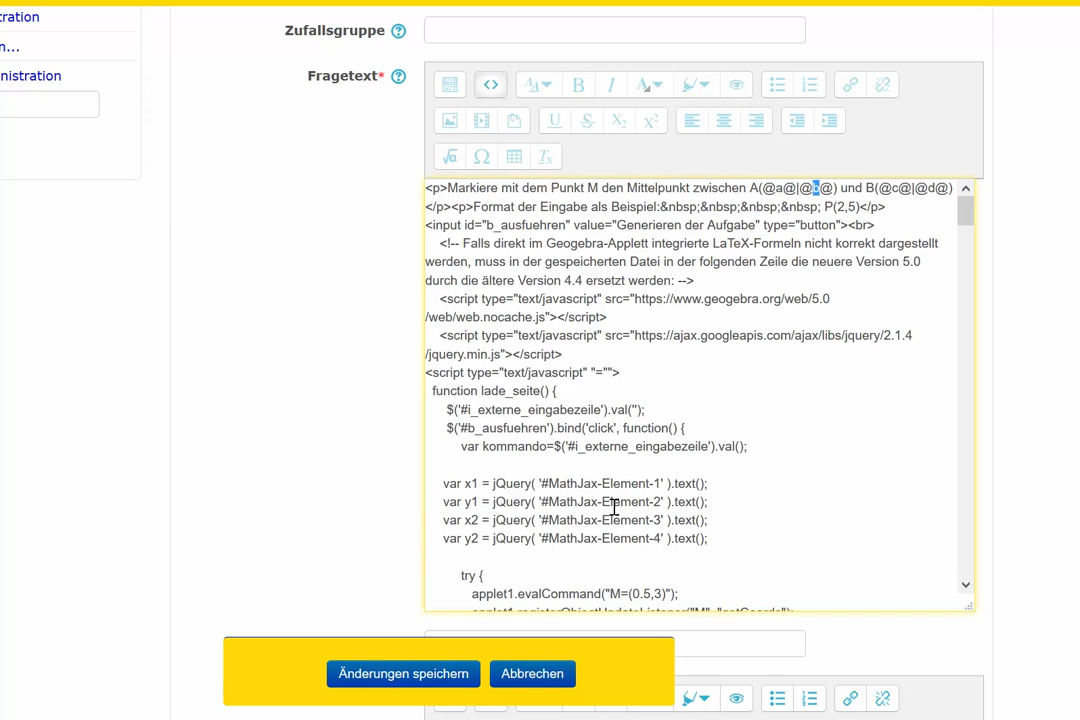 tration
Zufallsgruppe
n...
Fragetext*
nistration
<p>Markiere mit dem Punkt M den Mittelpunkt zwischen A(@a@|@b@) und B(@c@|@d@)
</p><p>Format der Eingabe als Beispiel:&nbsp;&nbsp;&nbsp;&nbsp; P(2,5)</p>
<input id="b_ausfuehren" value="Generieren der Aufgabe" type="button"><br>
<!-- Falls direkt im Geogebra-Applett integrierte LaTeX-Formeln nicht korrekt dargestellt
werden, muss in der gespeicherten Datei in der folgenden Zeile die neuere Version 5.0
durch die ältere Version 4.4 ersetzt werden: -->
<script type="text/javascript" src="https://www.geogebra.org/web/5.0
/web/web.nocache.js"></script>
<script type="text/javascript" src="https://ajax.googleapis.com/ajax/libs/jquery/2.1.4
/jquery.min.js"></script>
<script type="text/javascript" "="">
function lade_seite() {
$('#i_externe_eingabezeile').val('');
$('#b_ausfuehren').bind('click', function() {
var kommando=$('#i_externe_eingabezeile').val();
var x1 = jQuery( '#MathJax-Element-1' ).text();
var y1 = jQuery( '#MathJax-Element-2' ).text();
var x2 = jQuery( '#MathJax-Element-3' ).text();
var y2 = jQuery( '#MathJax-Element-4' ).text();
try {
applet1.evalCommand("M=(0.5,3)");
applet1.registerObjectUpdateListener("M", "getCoords");
Änderungen speichern
Abbrechen